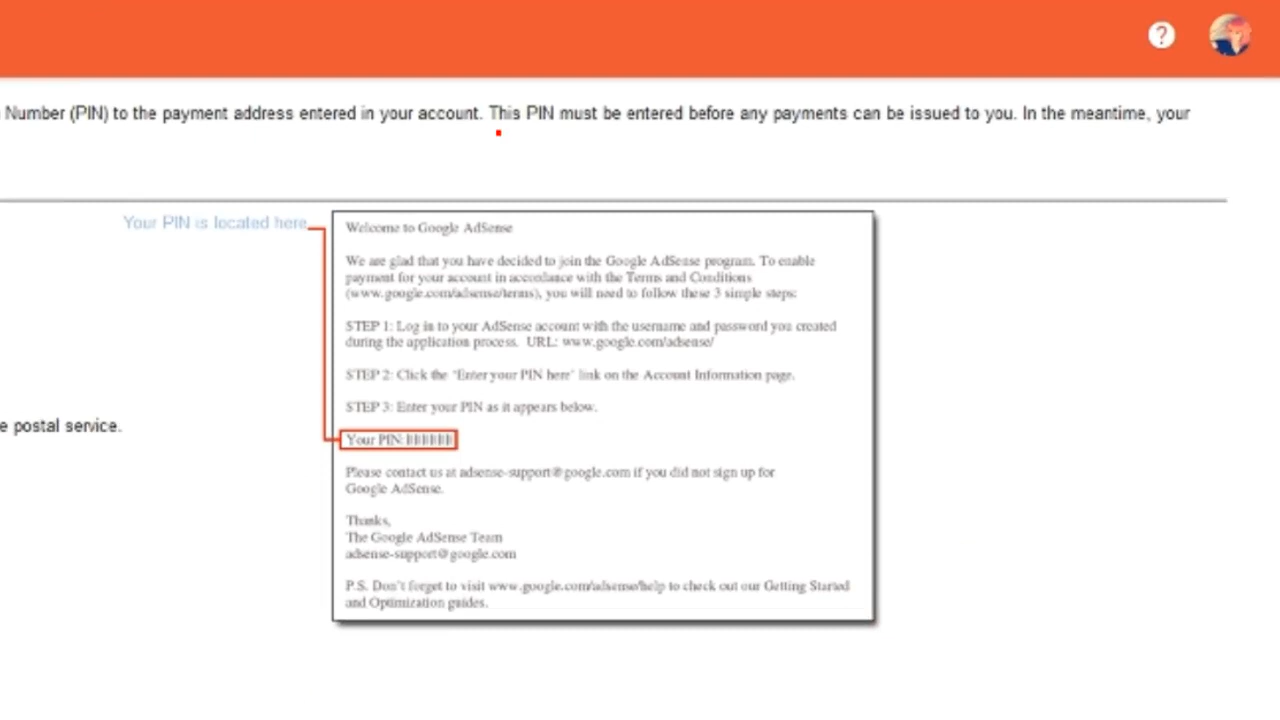 ?
Number (PIN) to the payment address entered in your account. This PIN must be entered before any payments can be issued to you. In the meantime, your
Your PIN is located here
Welcome to Google AdSense
We are glad that you have decided to join the Google AdSense program. To enable
payment for your account in accordance with the Terms and Conditions
(www.google.com/adsense/terms), you will need to follow these 3 simple steps:
STEP 1: Log in to your AdSense account with the username and password you created
during the application process. URL: www.google.com/adsense/
STEP 2: Click the "Enter your PIN here" link on the Account Information page.
STEP 3: Enter your PIN as it appears below.
e postal service.
Your PIN:
Please contact us at adsense-support@google.com if you did not sign up for
Google AdSense.
Thanks,
The Google AdSense Team
adsense-support@google.com
P.S. Don't forget to visit www.google.com/adsense/help to check out our Getting Started
and Optimization guides.